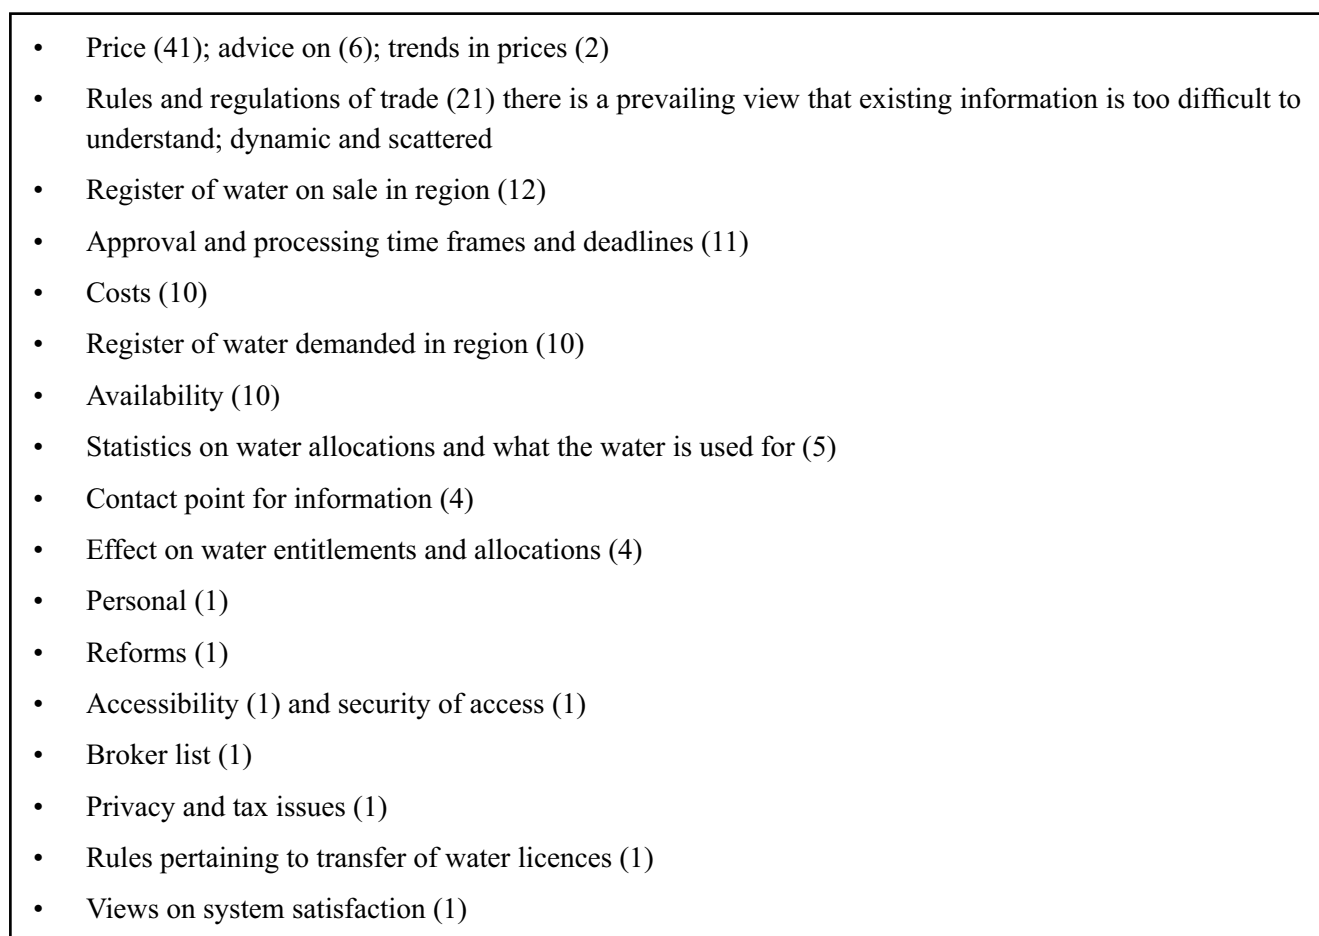 • Price (41); advice on (6); trends in prices (2)
• Rules and regulations of trade (21) there is a prevailing view that existing information is too difficult to
understand; dynamic and scattered
• Register of water on sale in region (12)
• Approval and processing time frames and deadlines (11)
• Costs (10)
• Register of water demanded in region (10)
• Availability (10)
• Statistics on water allocations and what the water is used for (5)
• Contact point for information (4)
• Effect on water entitlements and allocations (4)
• Personal (1)
• Reforms (1)
• Accessibility (1) and security of access (1)
• Broker list (1)
• Privacy and tax issues (1)
• Rules pertaining to transfer of water licences (1)
• Views on system satisfaction (1)